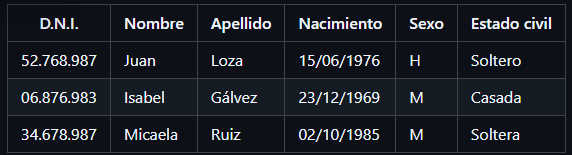 D.N.I. Nombre Apellido Nacimiento Sexo Estado civil
52.768.987 Juan Loza 15/06/1976 H Soltero
06.876.983 Isabel Gálvez 23/12/1969 M Casada
34.678.987 Micaela Ruiz 02/10/1985 M Soltera